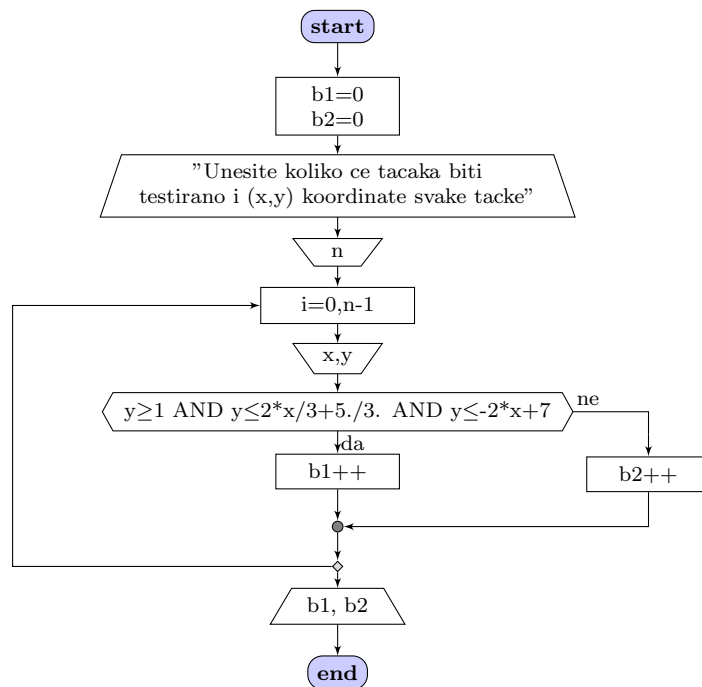 start
b1=0
b2=0
”Unesite koliko ce tacaka biti
testirano i (x,y) koordinate svake tacke”
n
i=0,n-1
x,y
y≥1 AND y≤2*x/3+5./3. AND y≤-2*x+7
ne
da
b1++
b2++
b1, b2
end